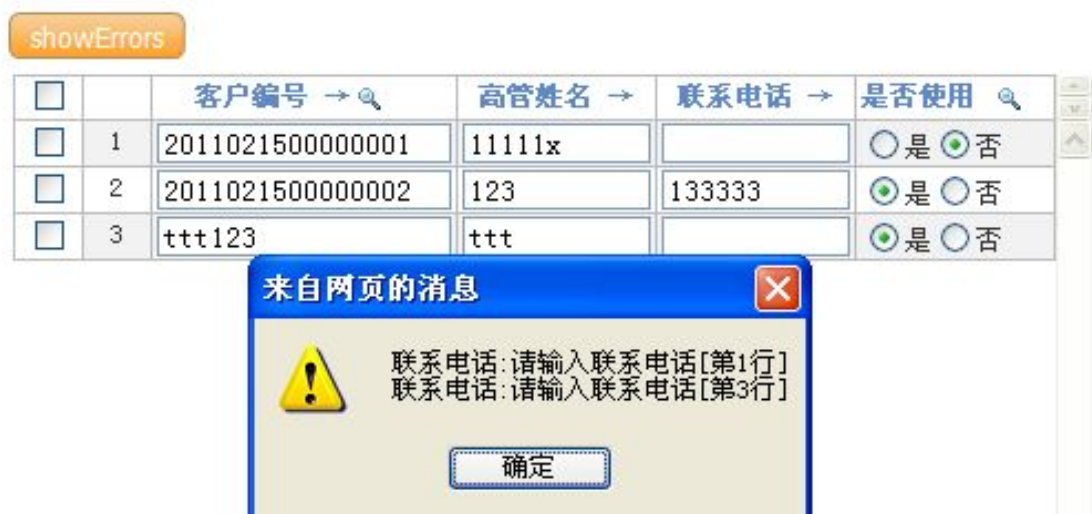 showErrors
客户编号 → 高管姓名 → 联系电话 → 是否使用
1 2011021500000001 11111x 是 否
2 2011021500000002 123 133333 是 否
3 ttt123 ttt 是 否
来自网页的消息
联系电话:请输入联系电话[第1行]
联系电话:请输入联系电话[第3行]
确定